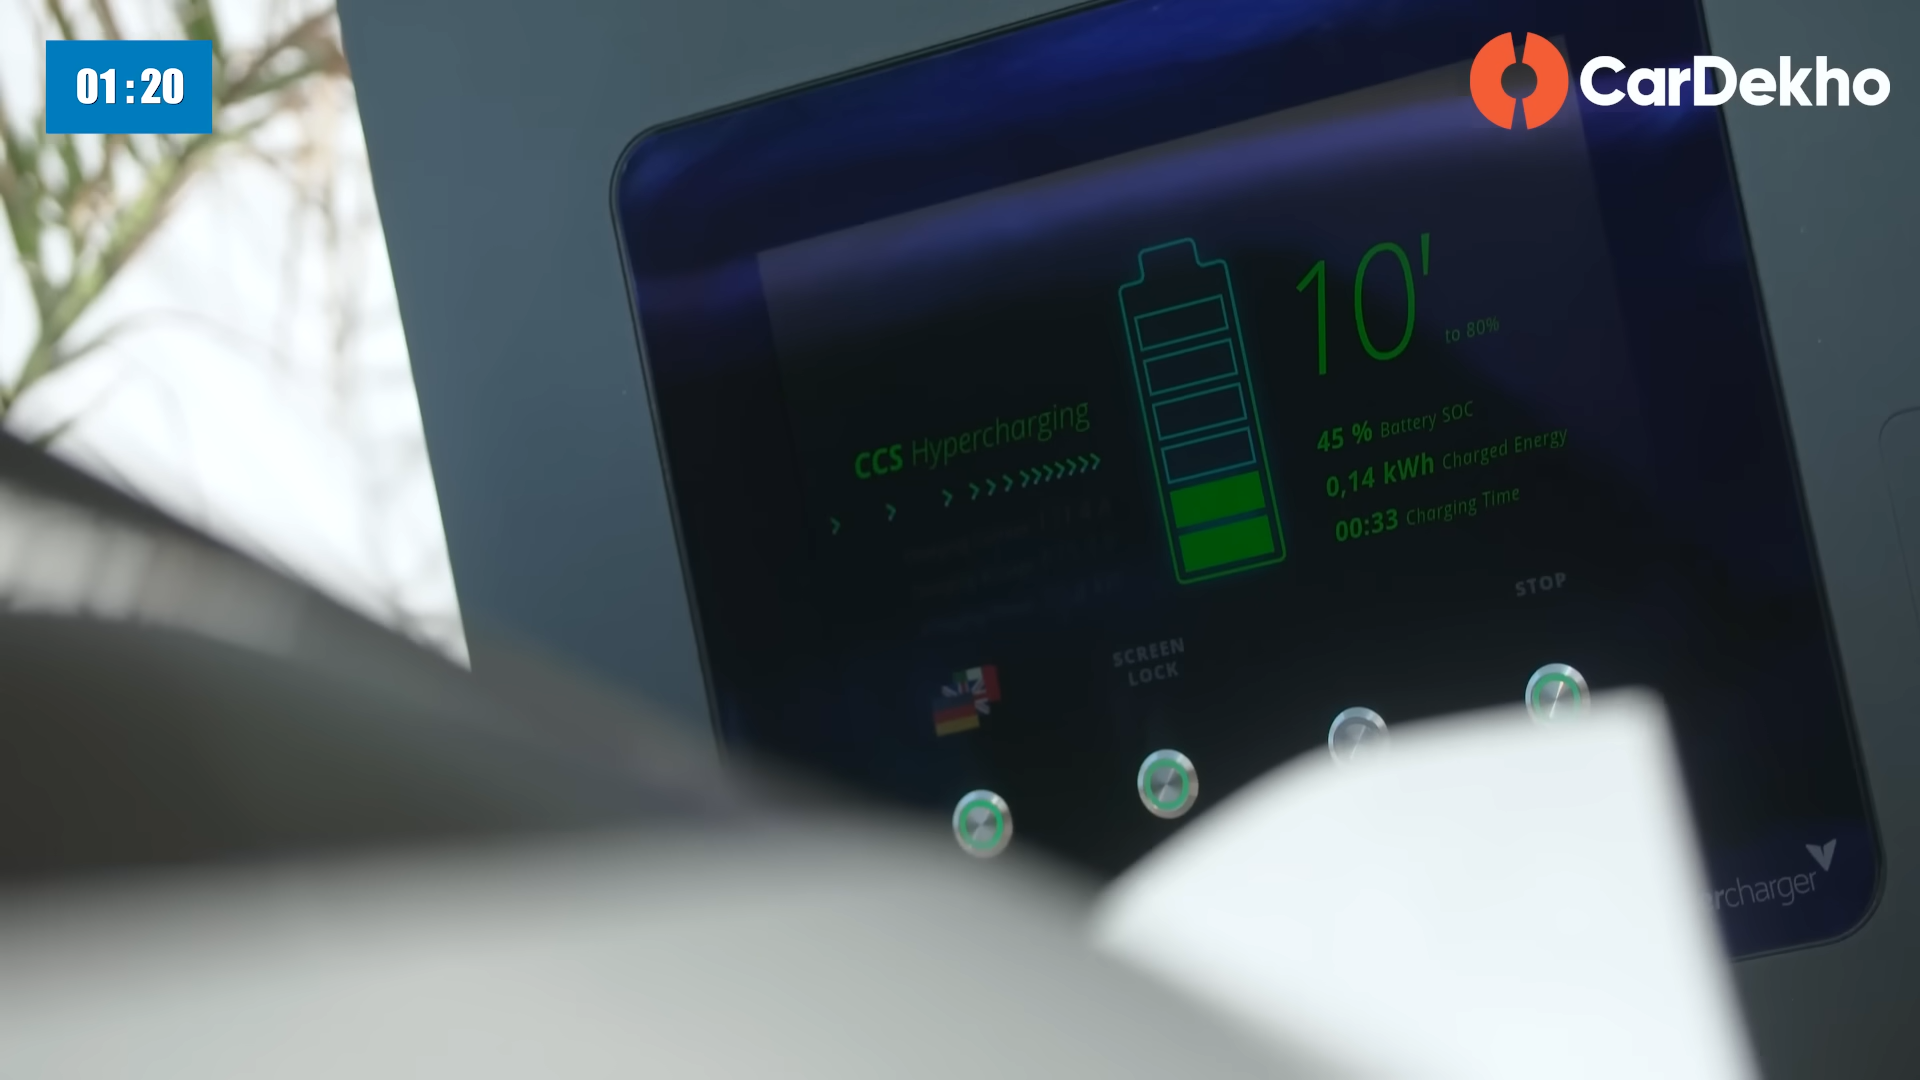 01:20
CarDekho
10'
to 80%
CCS Hypercharging
45 % Battery SOC
0,14 kWh Charged Energy
00:33 Charging Time
STOP
SCREEN
LOCK